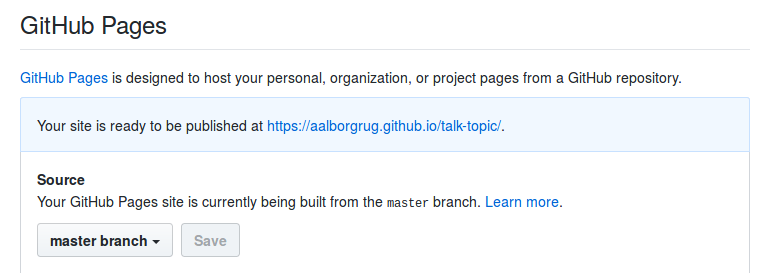 GitHub Pages
GitHub Pages is designed to host your personal, organization, or project pages from a GitHub repository.
Your site is ready to be published at https://aalborgrug.github.io/talk-topic/.
Source
Your GitHub Pages site is currently being built from the master branch. Learn more.
master branch Save